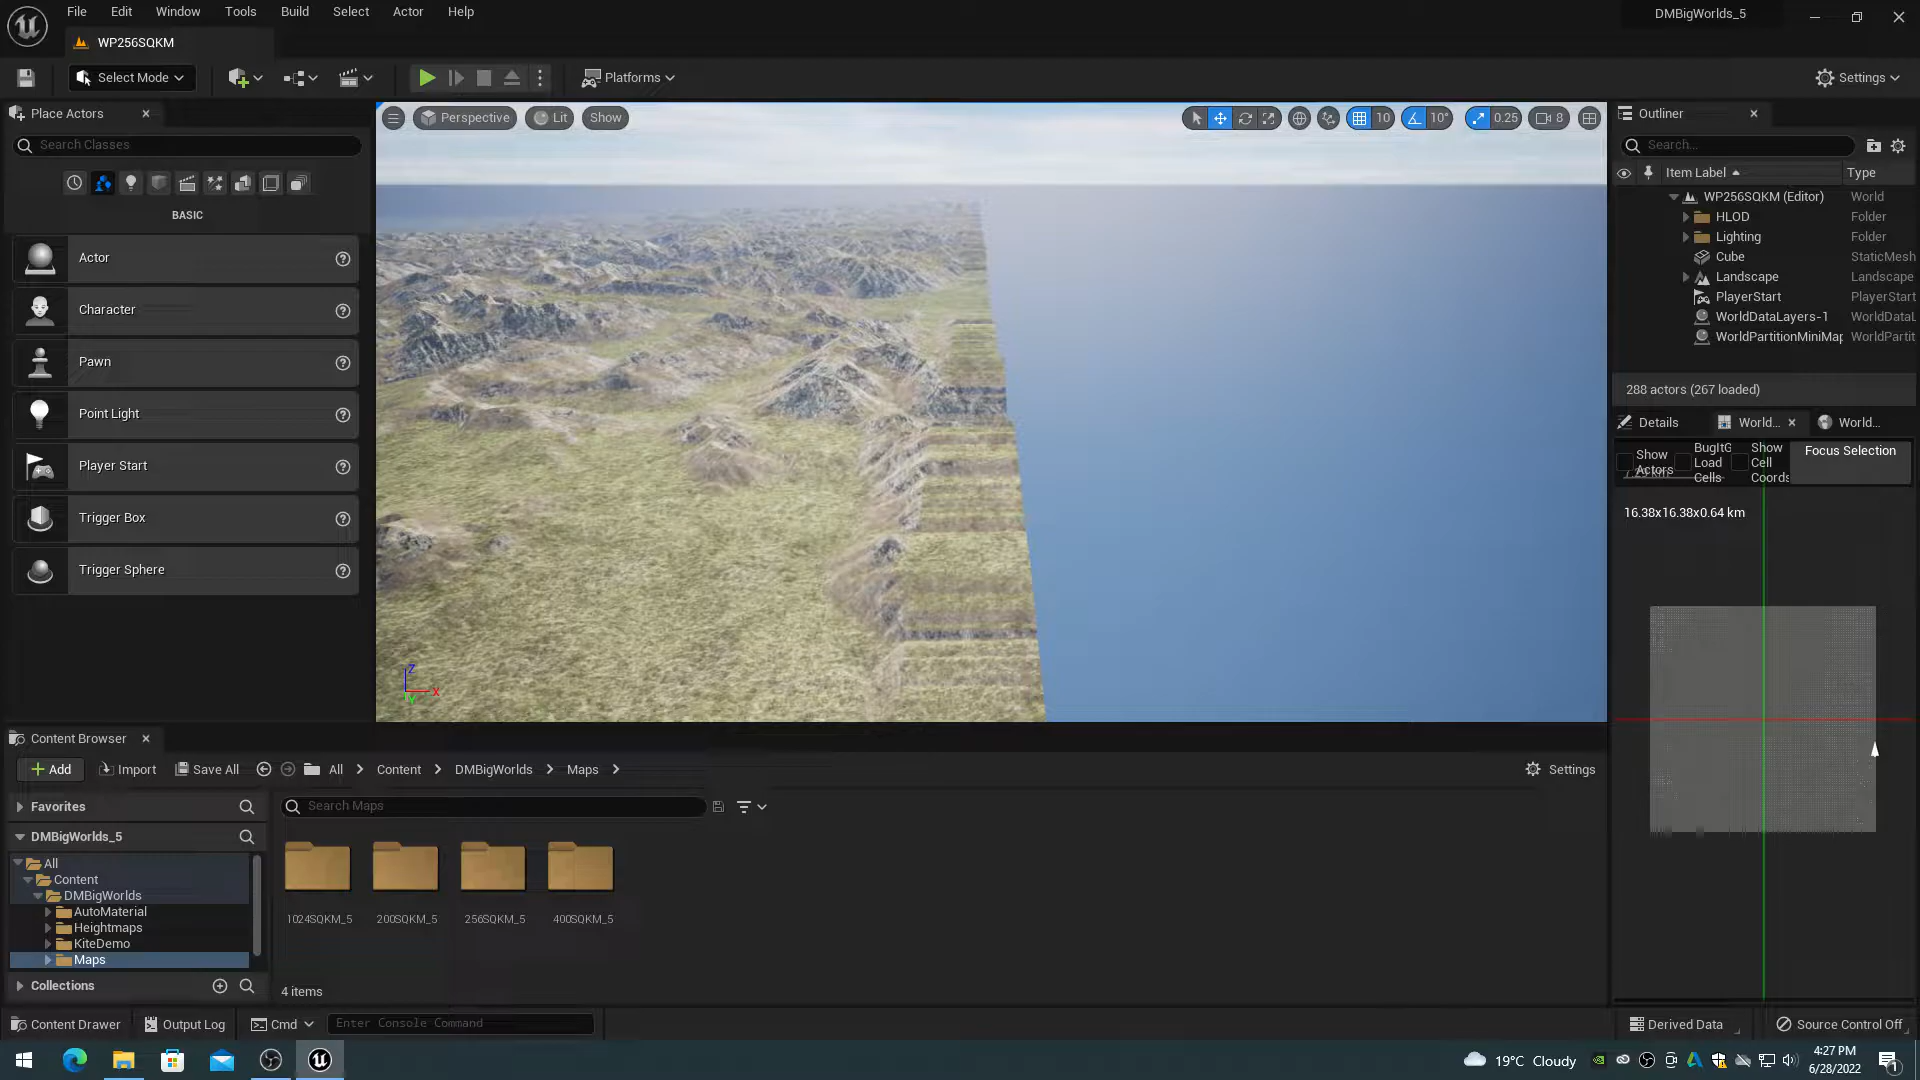 File Edit Window Tools Build Select Actor Help
DMBigWorlds_5
WP256SQKM
Select Mode
Platforms
Settings
Place Actors
Search Classes
BASIC
Actor
Character
Pawn
Point Light
Player Start
Trigger Box
Trigger Sphere
Perspective
Lit
Show
10
10°
0.25
8
Z
X
Y
Outliner
Search...
Item Label Type
WP256SQKM (Editor) World
HLOD Folder
Lighting Folder
Cube StaticMesh
Landscape Landscape
PlayerStart PlayerStart
WorldDataLayers-1 WorldDataL
WorldPartitionMiniMap WorldPartit
288 actors (267 loaded)
Details World... World...
Show Actors
BugItG Load Cells
Show Cell Coords
Focus Selection
16.38x16.38x0.64 km
Content Browser
Add Import Save All All Content DMBigWorlds Maps Settings
Favorites
DMBigWorlds_5
All
Content
DMBigWorlds
AutoMaterial
Heightmaps
KiteDemo
Maps
Collections
Search Maps
1024SQKM_5 200SQKM_5 256SQKM_5 400SQKM_5
4 items
Content Drawer Output Log Cmd Enter Console Command Derived Data Source Control Off
19°C Cloudy
4:27 PM
6/28/2022
1